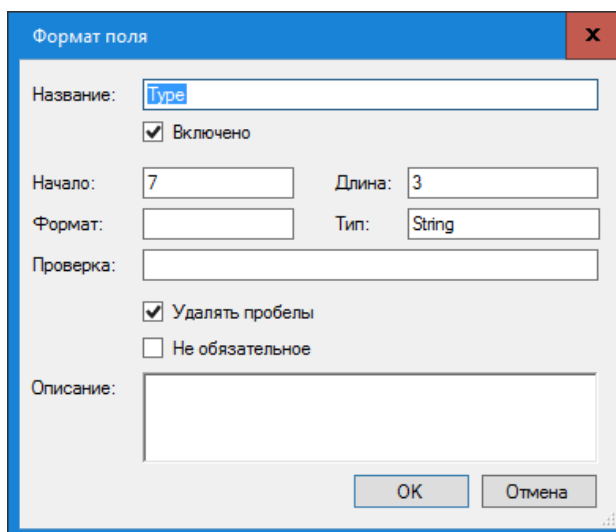 Формат поля
x
Название: Type
Включено
Начало: 7 Длина: 3
Формат: Тип: String
Проверка:
Удалять пробелы
Не обязательное
Описание:
OK Отмена